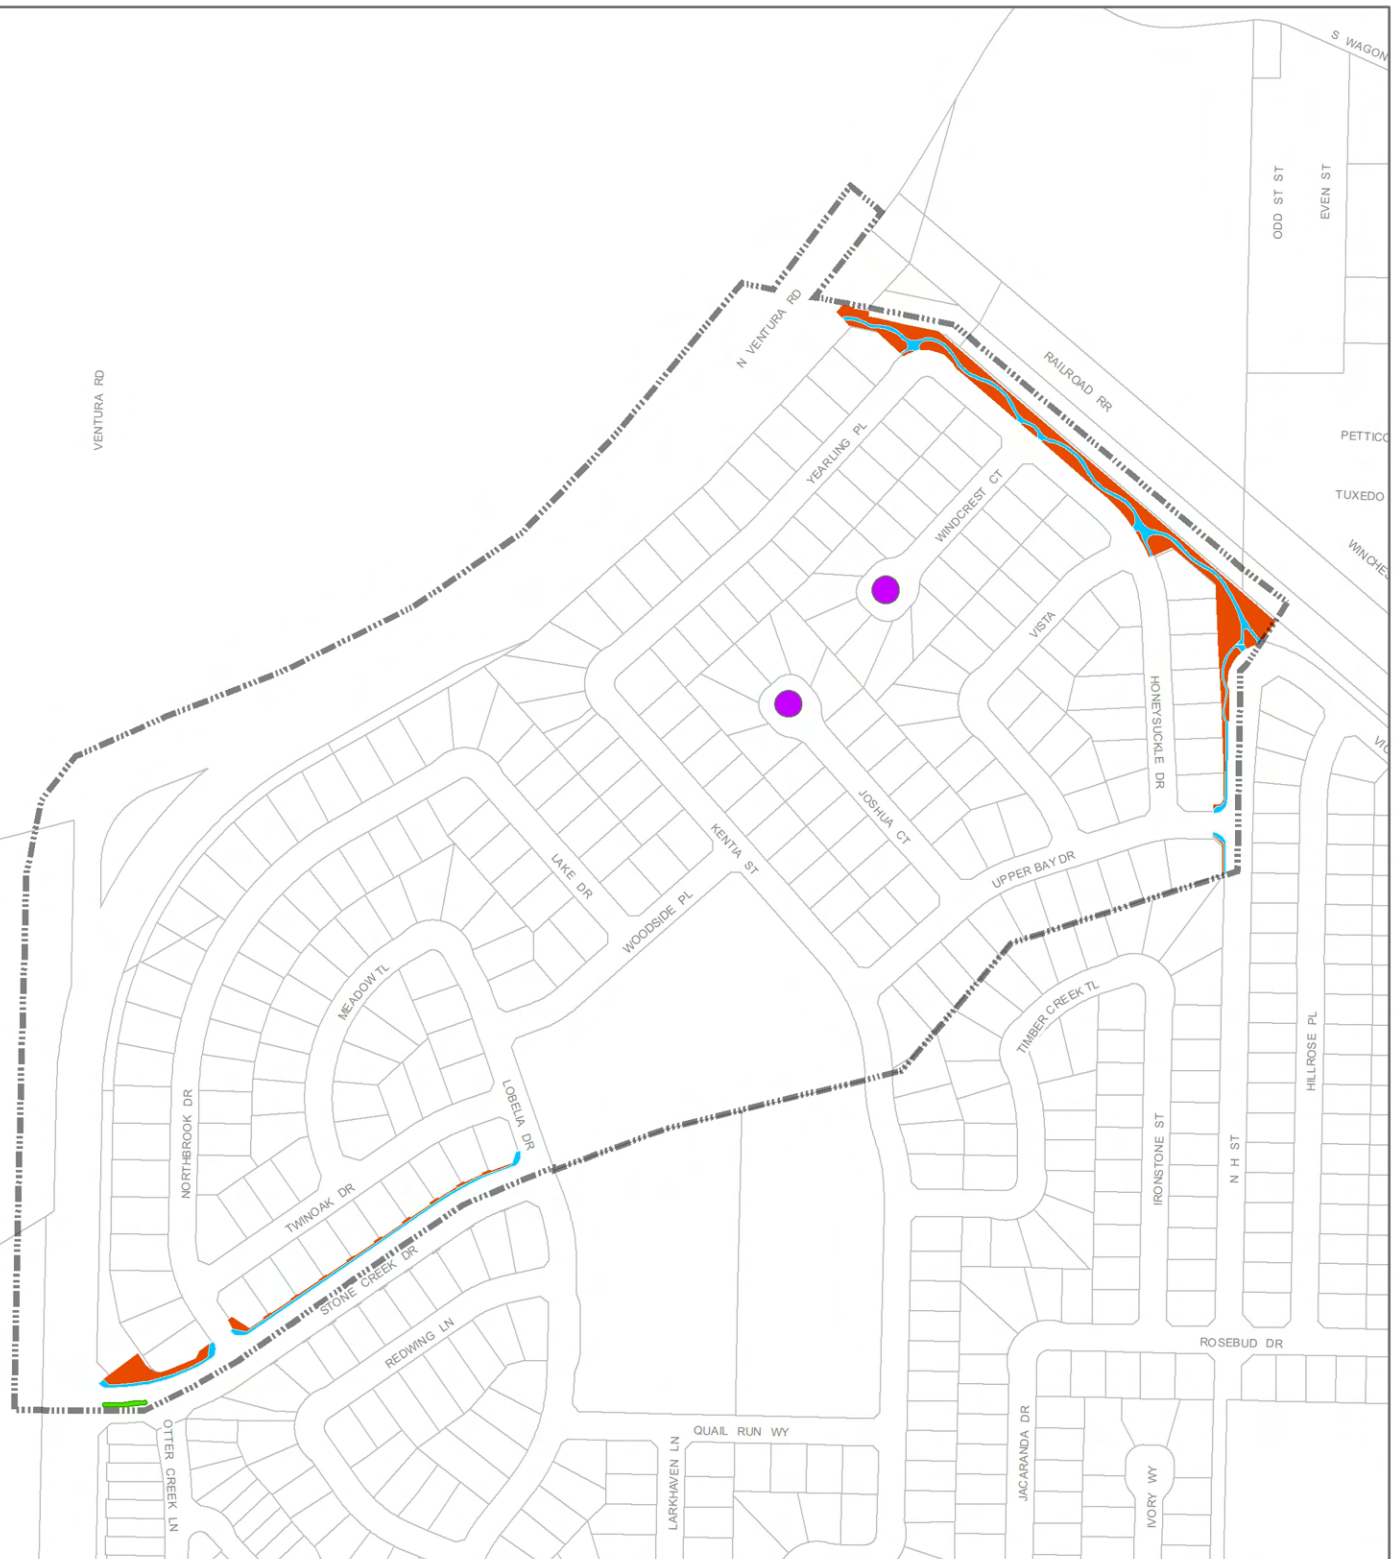 S WAGON
ODD ST ST
EVEN ST
N VENTURA RD
RAILROAD RR
VENTURA RD
PETTICO
YEARLING PL
TUXEDO
WINDCREST CT
WINCHE
VISTA
HONEYSUCKLE DR
VIC
JOSHUA CT
KENTIA ST
LAKE DR
UPPER BAY DR
WOODSIDE PL
MEADOW TL
TIMBER CREEK TL
HILLROSE PL
LOBELIA DR
NORTHBROOK DR
IRONSTONE ST
N H ST
TWINOAK DR
STONE CREEK DR
REDWING LN
ROSEBUD DR
QUAIL RUN WY
OTTER CREEK LN
LARKHAVEN LN
JACARANDA DR
IVORY WY